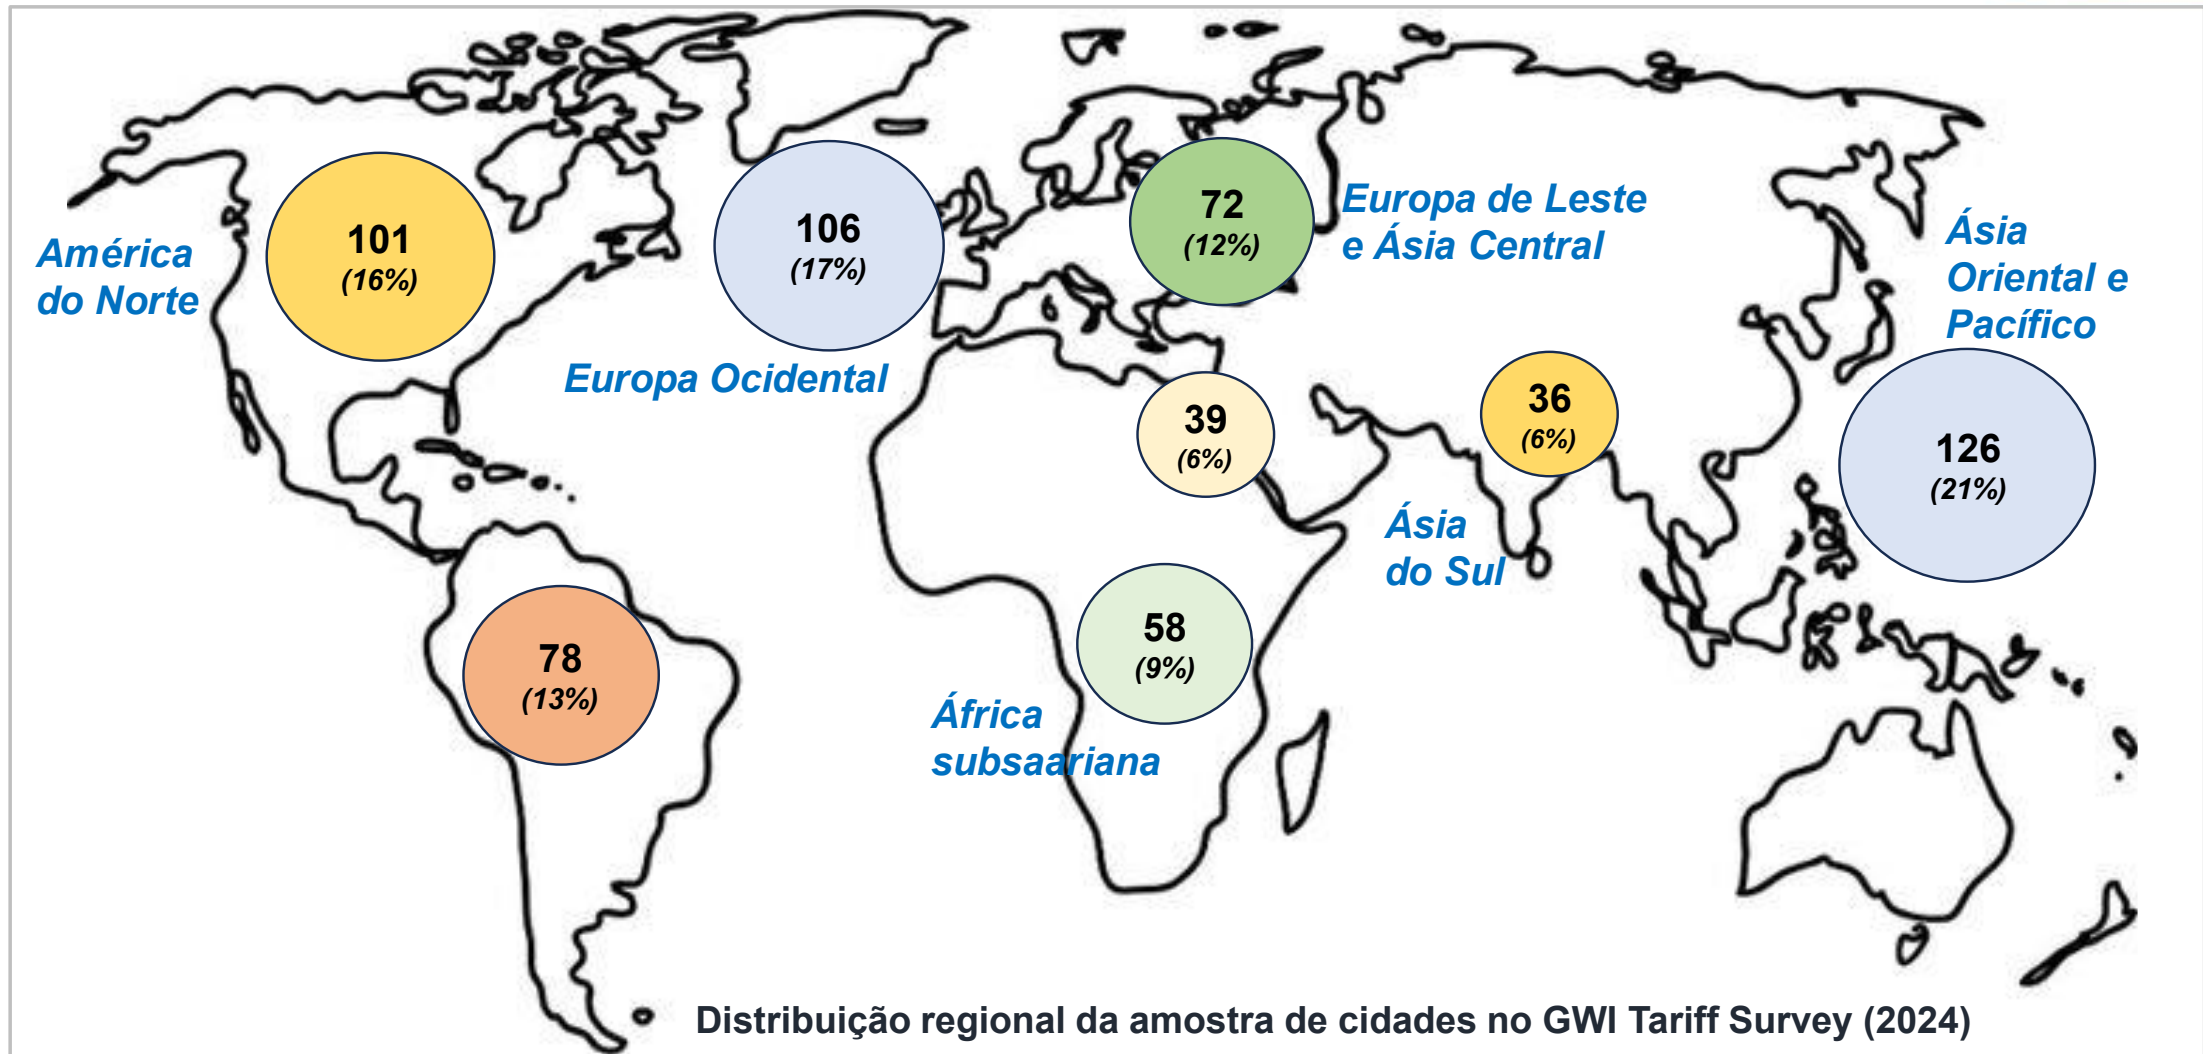 América
do Norte
101
(16%)
106
(17%)
Europa Ocidental
72
(12%)
Europa de Leste
e Ásia Central
Ásia
Oriental e
Pacífico
126
(21%)
39
(6%)
36
(6%)
Ásia
do Sul
78
(13%)
58
(9%)
África
subsaariana
Distribuição regional da amostra de cidades no GWI Tariff Survey (2024)